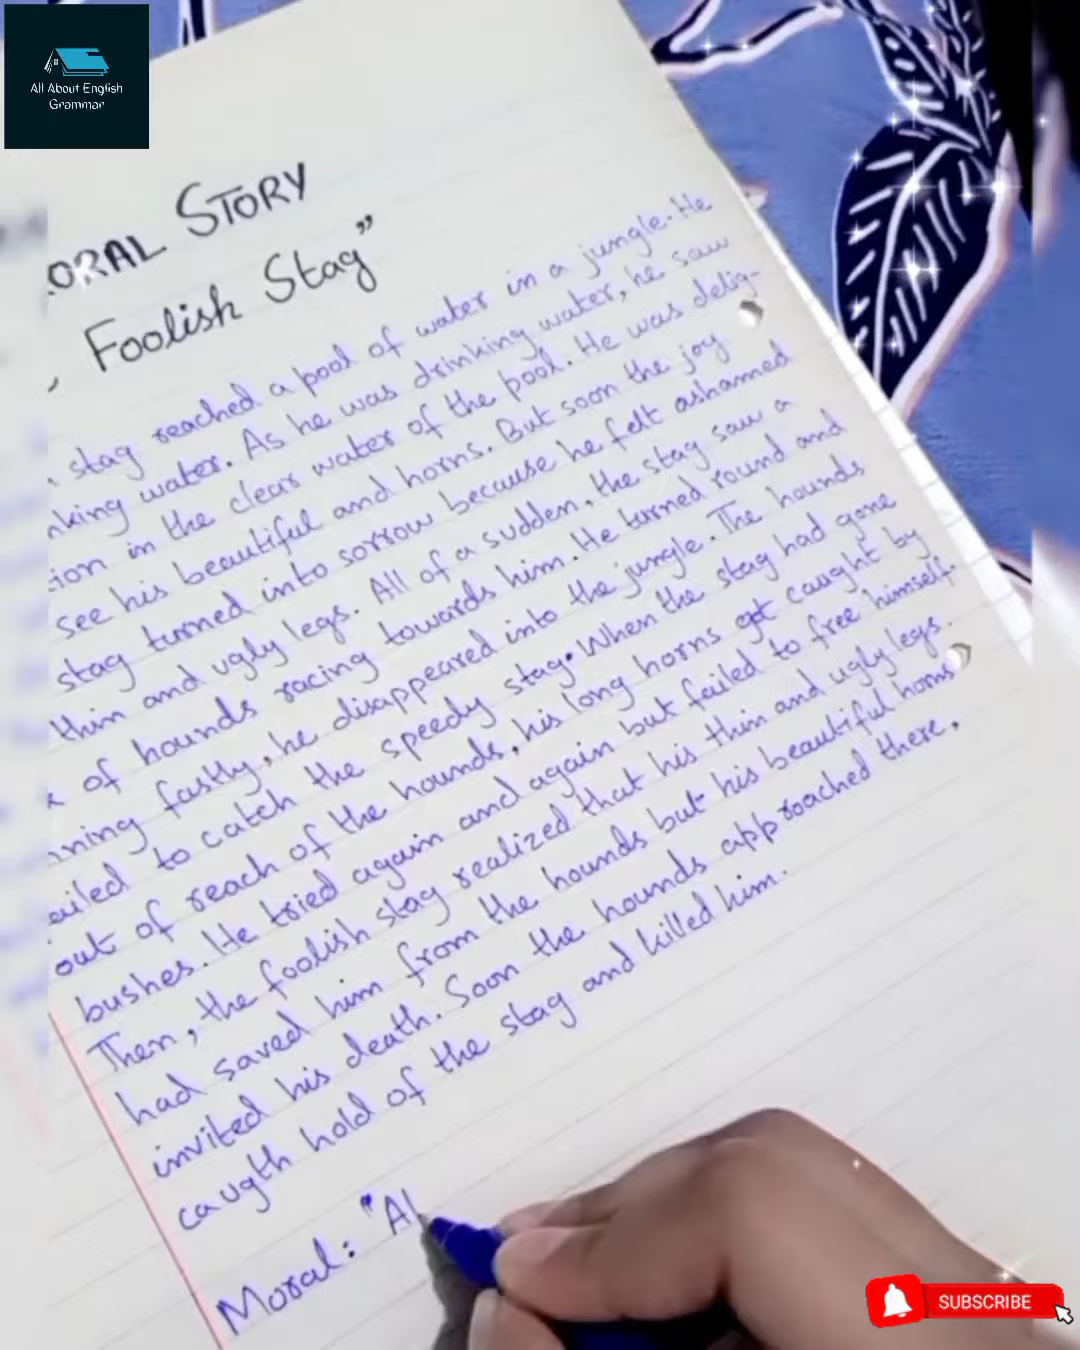 All About English
Grammar
ORAL STORY
Foolish Stag"
stag reached a pool of water in a jungle. He
nking water. As he was drinking water, he saw
ion in the clear water of the pool. He was delig-
see his beautiful and horns. But soon the joy
stag turned into sorrow because he felt ashamed
thin and ugly legs. All of a sudden, the stag saw a
of hounds racing towards him. He turned round and
nning fastly, he disappeared into the jungle. The hounds
ailed to catch the speedy stag. When the stag had gone
out of reach of the hounds, his long horns got caught by
bushes. He tried again and again but failed to free himself.
Then, the foolish stag realized that his thin and ugly legs.
had saved him from the hounds but his beautiful horns
invited his death. Soon the hounds approached there.
caugth hold of the stag and killed him.
Moral: "Al
SUBSCRIBE